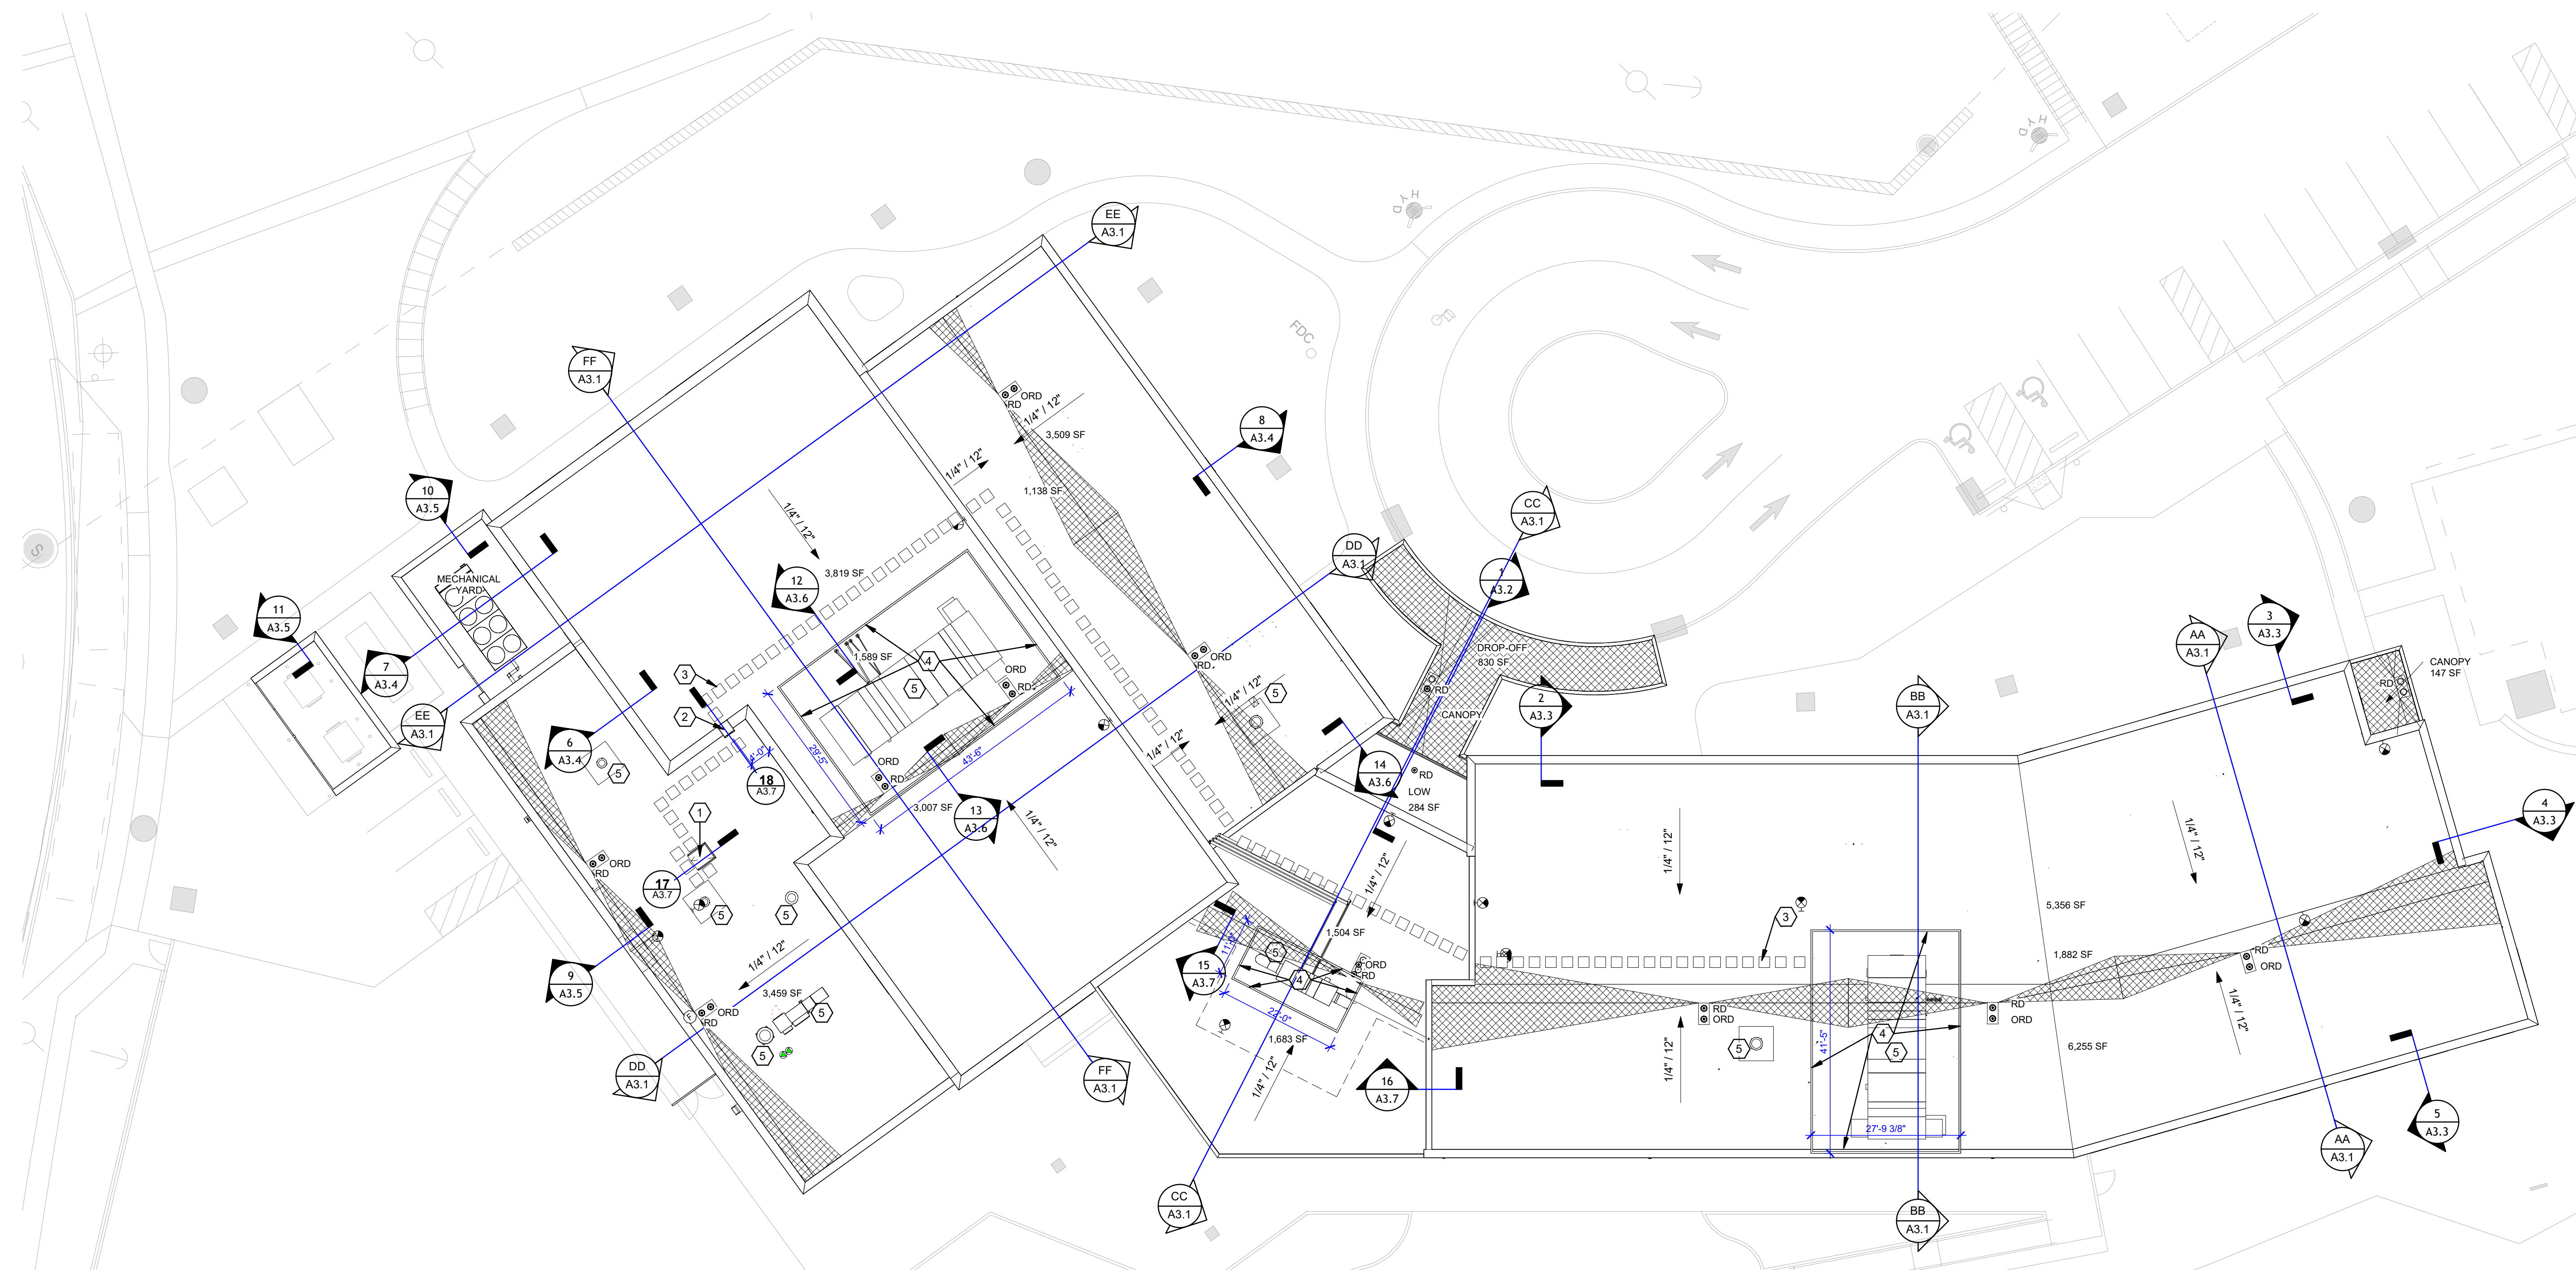 HYD
HYD
EE
A3.1
FDC
FF
A3.1
ORD
RD
1/4" / 12"
3,509 SF
8
A3.4
1/4" / 12"
1,138 SF
10
A3.5
1/4" / 12"
CC
A3.1
S
DD
A3.1
3,819 SF
12
A3.6
1
A3.2
MECHANICAL
YARD
11
A3.5
7
A3.4
3
A3.3
AA
A3.1
DROP-OFF
830 SF
CANOPY
147 SF
RD
1,589 SF
4
5
ORD
RD
ORD
RD
1/4" / 12"
5
3
2
RD
CANOPY
2
A3.3
BB
A3.1
EE
A3.1
6
A3.4
5
1/4" / 12"
4'-0"
18
A3.7
29'-5"
43'-6"
ORD
RD
3,007 SF
13
A3.6
1/4" / 12"
14
A3.6
RD
LOW
284 SF
1
4
A3.3
1/4" / 12"
1/4" / 12"
1/4" / 12"
ORD
RD
17
A3.7
5
5
3
5,356 SF
1,504 SF
1,882 SF
11'-0"
5
4
ORD
RD
15
A3.7
22'-0"
1,683 SF
RD
ORD
9
A3.5
1/4" / 12"
3,459 SF
F
ORD
RD
5
5
RD
ORD
RD
ORD
5
41'-5"
4
5
6,255 SF
1/4" / 12"
1/4" / 12"
1/4" / 12"
DD
A3.1
FF
A3.1
16
A3.7
27'-9 3/8"
5
A3.3
AA
A3.1
CC
A3.1
BB
A3.1